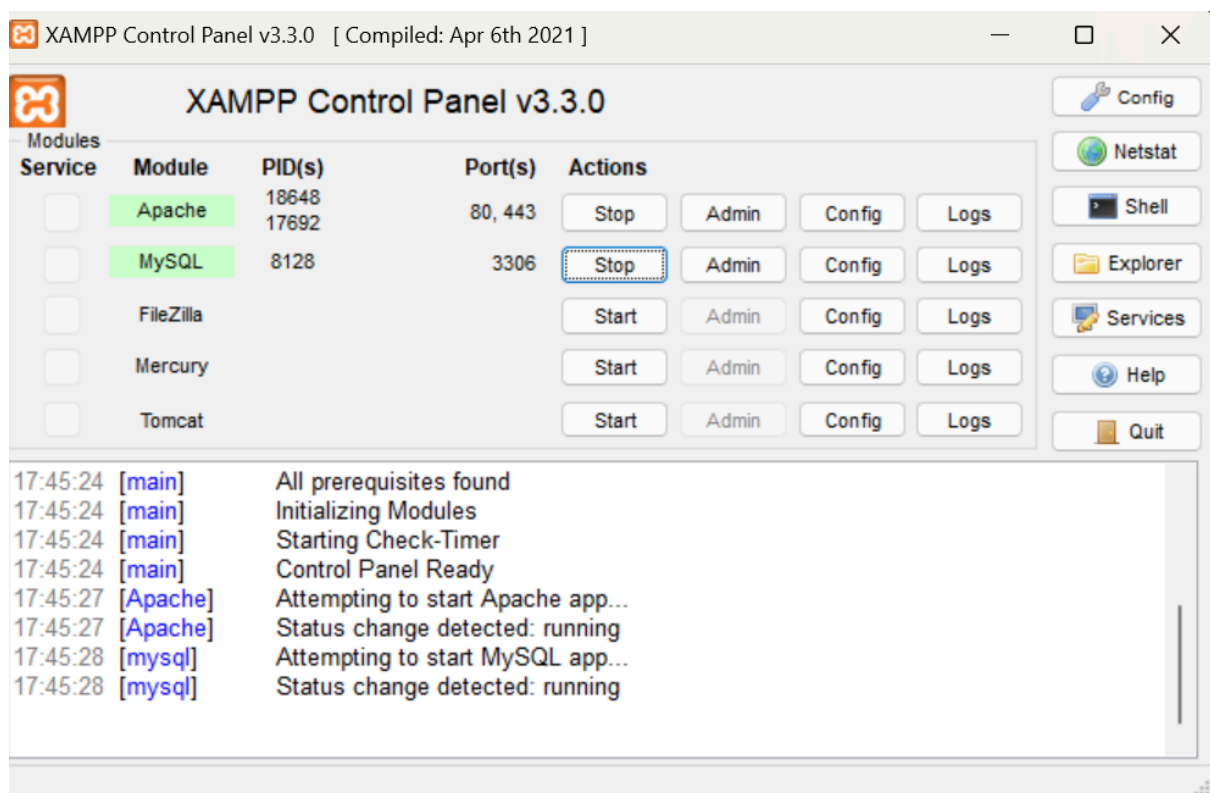 XAMPP Control Panel v3.3.0 [ Compiled: Apr 6th 2021 ]
XAMPP Control Panel v3.3.0
Config
Modules
Service Module PID(s) Port(s) Actions
Netstat
Apache 18648 17692 80, 443 Stop Admin Config Logs
Shell
MySQL 8128 3306 Stop Admin Config Logs
Explorer
FileZilla Start Admin Config Logs
Services
Mercury Start Admin Config Logs
Help
Tomcat Start Admin Config Logs
Quit
17:45:24 [main] All prerequisites found
17:45:24 [main] Initializing Modules
17:45:24 [main] Starting Check-Timer
17:45:24 [main] Control Panel Ready
17:45:27 [Apache] Attempting to start Apache app...
17:45:27 [Apache] Status change detected: running
17:45:28 [mysql] Attempting to start MySQL app...
17:45:28 [mysql] Status change detected: running